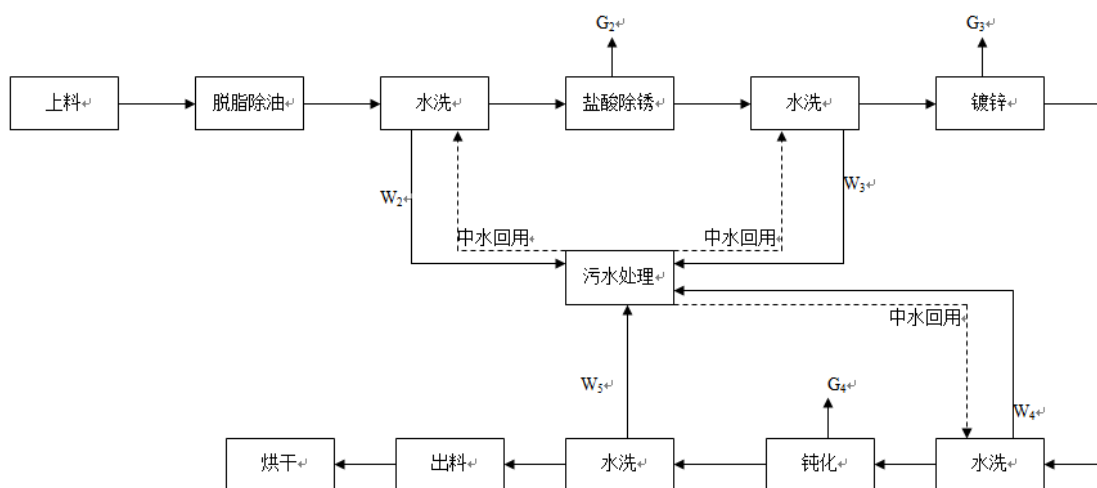 G₂
G₃
上料
脱脂除油
水洗
盐酸除锈
水洗
镀锌
W₂
W₃
中水回用
中水回用
污水处理
中水回用
W₅
G₄
W₄
烘干
出料
水洗
钝化
水洗